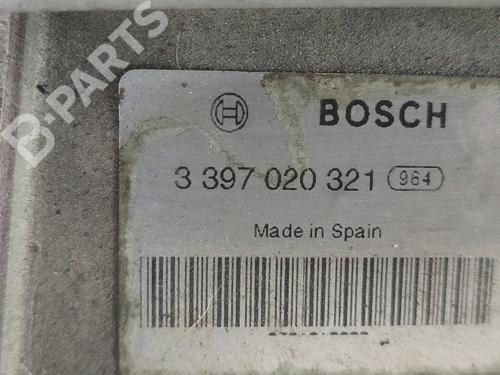 B-PARTS
BOSCH
3 397 020 321 964
Made in Spain